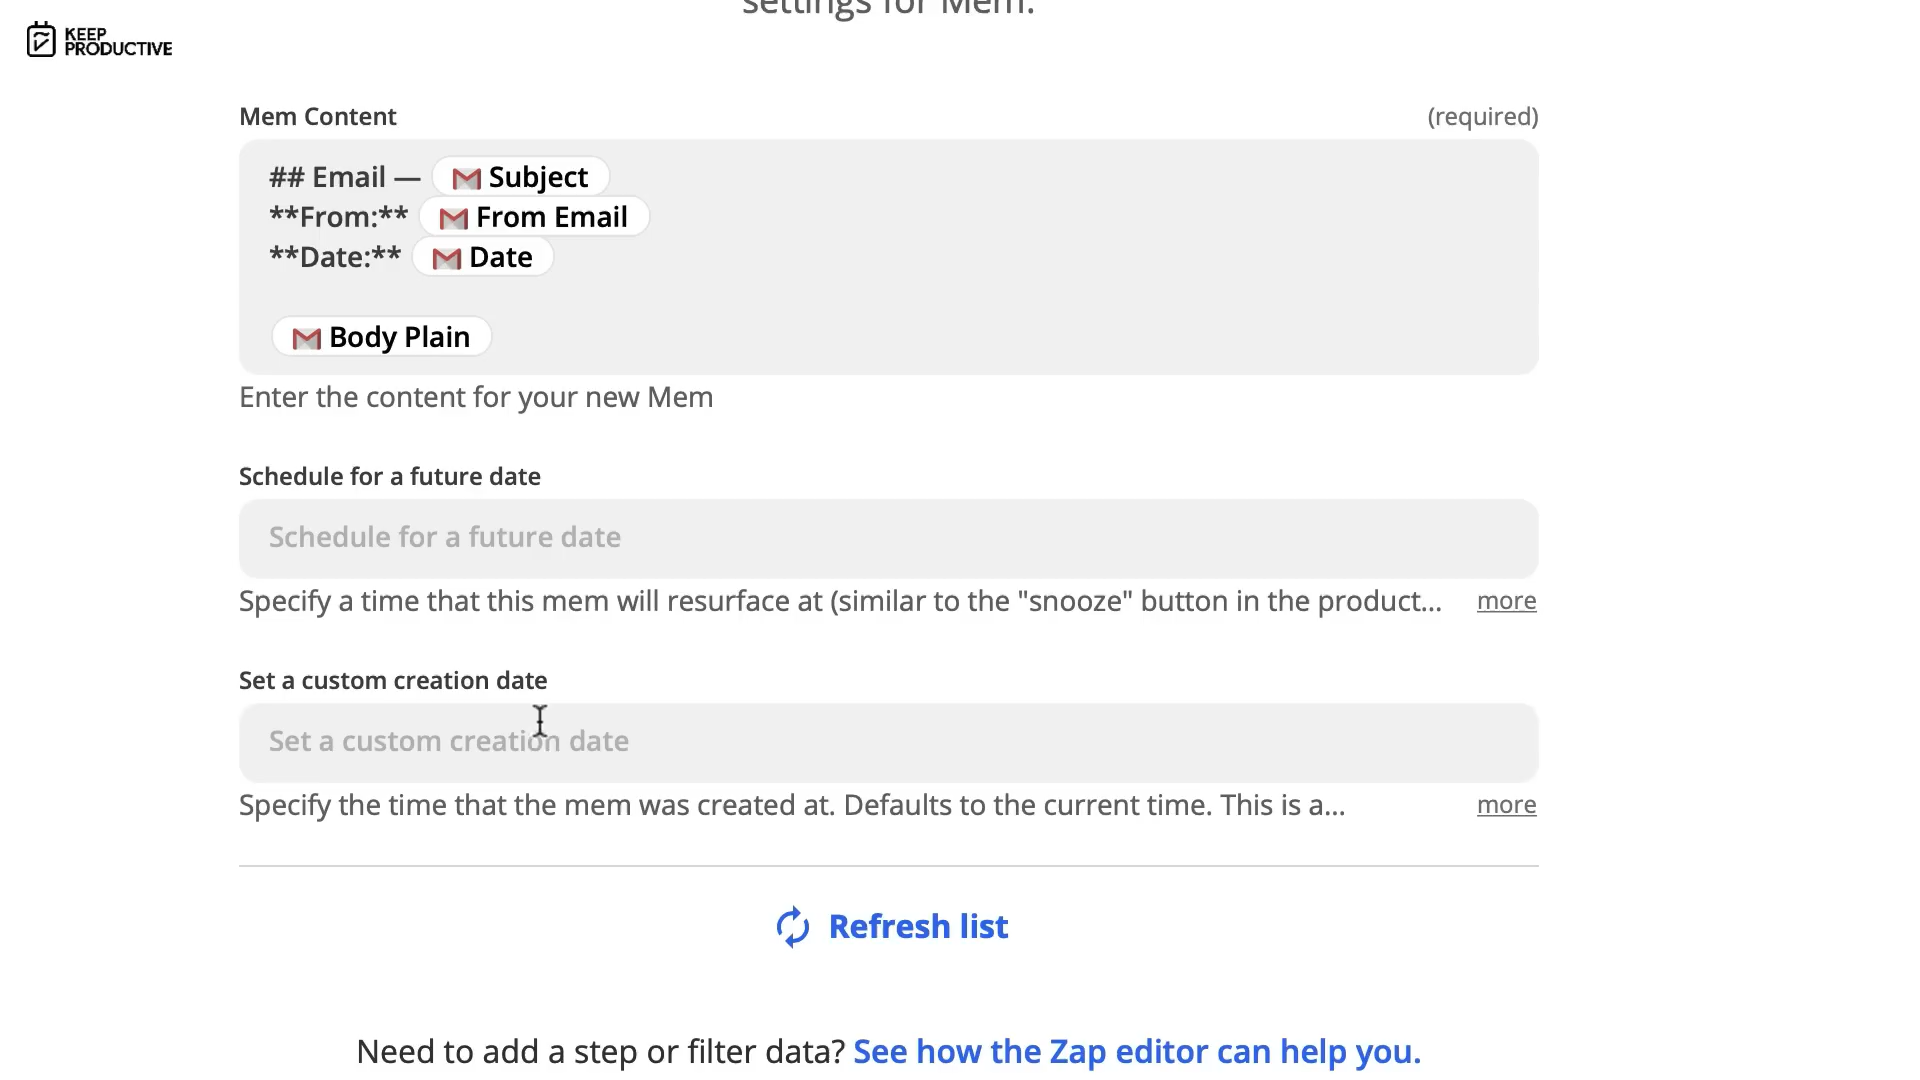 settings for Mem.
KEEP
PRODUCTIVE
Mem Content
(required)
## Email — Subject
**From:** From Email
**Date:** Date
Body Plain
Enter the content for your new Mem
Schedule for a future date
Schedule for a future date
Specify a time that this mem will resurface at (similar to the "snooze" button in the product... more
Set a custom creation date
Set a custom creation date
Specify the time that the mem was created at. Defaults to the current time. This is a... more
Refresh list
Need to add a step or filter data? See how the Zap editor can help you.